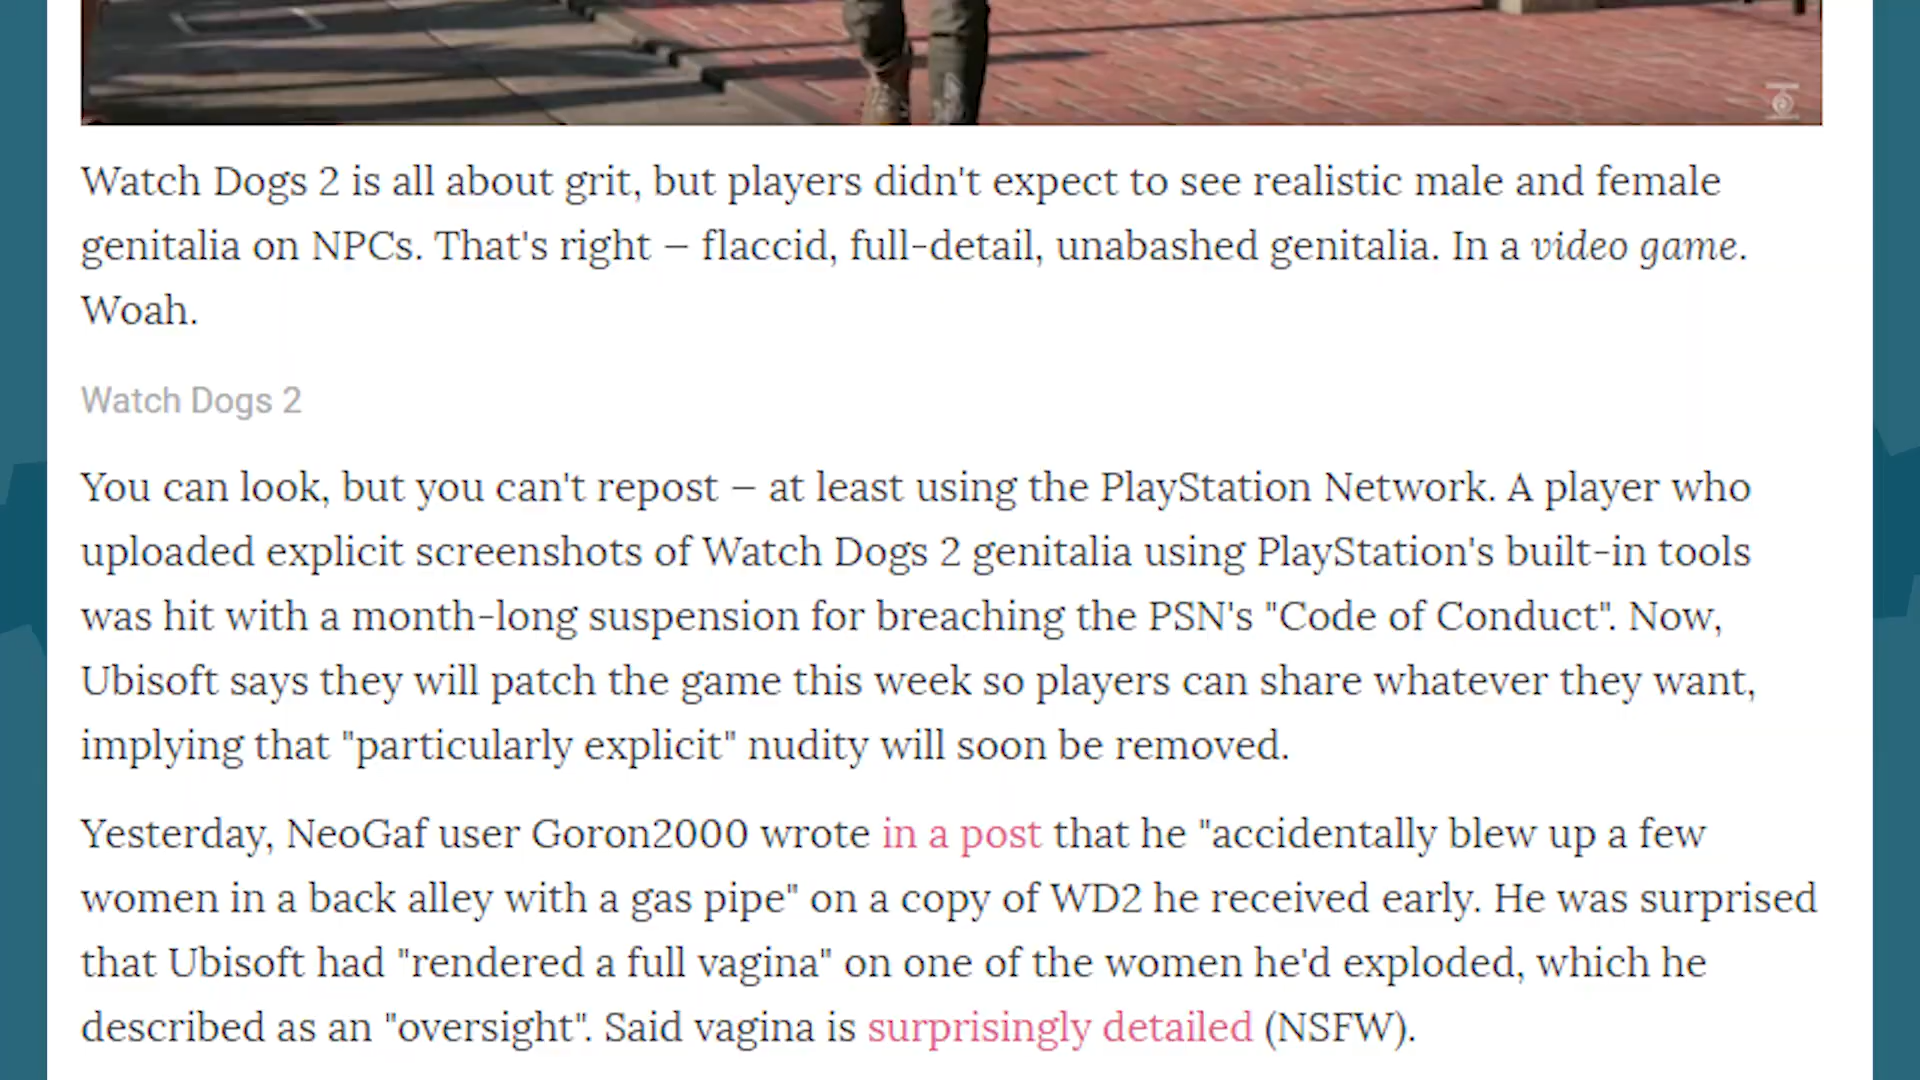 Watch Dogs 2 is all about grit, but players didn't expect to see realistic male and female
genitalia on NPCs. That's right – flaccid, full-detail, unabashed genitalia. In a video game.
Woah.
Watch Dogs 2
You can look, but you can't repost – at least using the PlayStation Network. A player who
uploaded explicit screenshots of Watch Dogs 2 genitalia using PlayStation's built-in tools
was hit with a month-long suspension for breaching the PSN's "Code of Conduct". Now,
Ubisoft says they will patch the game this week so players can share whatever they want,
implying that "particularly explicit" nudity will soon be removed.
Yesterday, NeoGaf user Goron2000 wrote in a post that he "accidentally blew up a few
women in a back alley with a gas pipe" on a copy of WD2 he received early. He was surprised
that Ubisoft had "rendered a full vagina" on one of the women he'd exploded, which he
described as an "oversight". Said vagina is surprisingly detailed (NSFW).